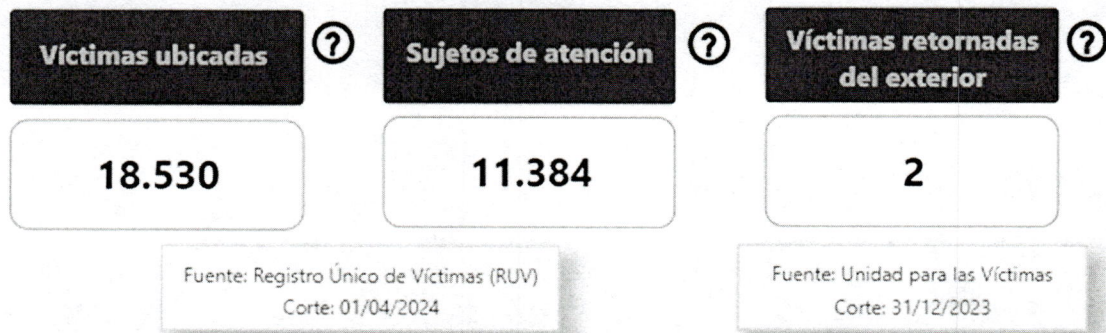 Víctimas ubicadas
?
Sujetos de atención
?
Víctimas retornadas
del exterior
?
18.530
11.384
2
Fuente: Registro Único de Víctimas (RUV)
Corte: 01/04/2024
Fuente: Unidad para las Víctimas
Corte: 31/12/2023